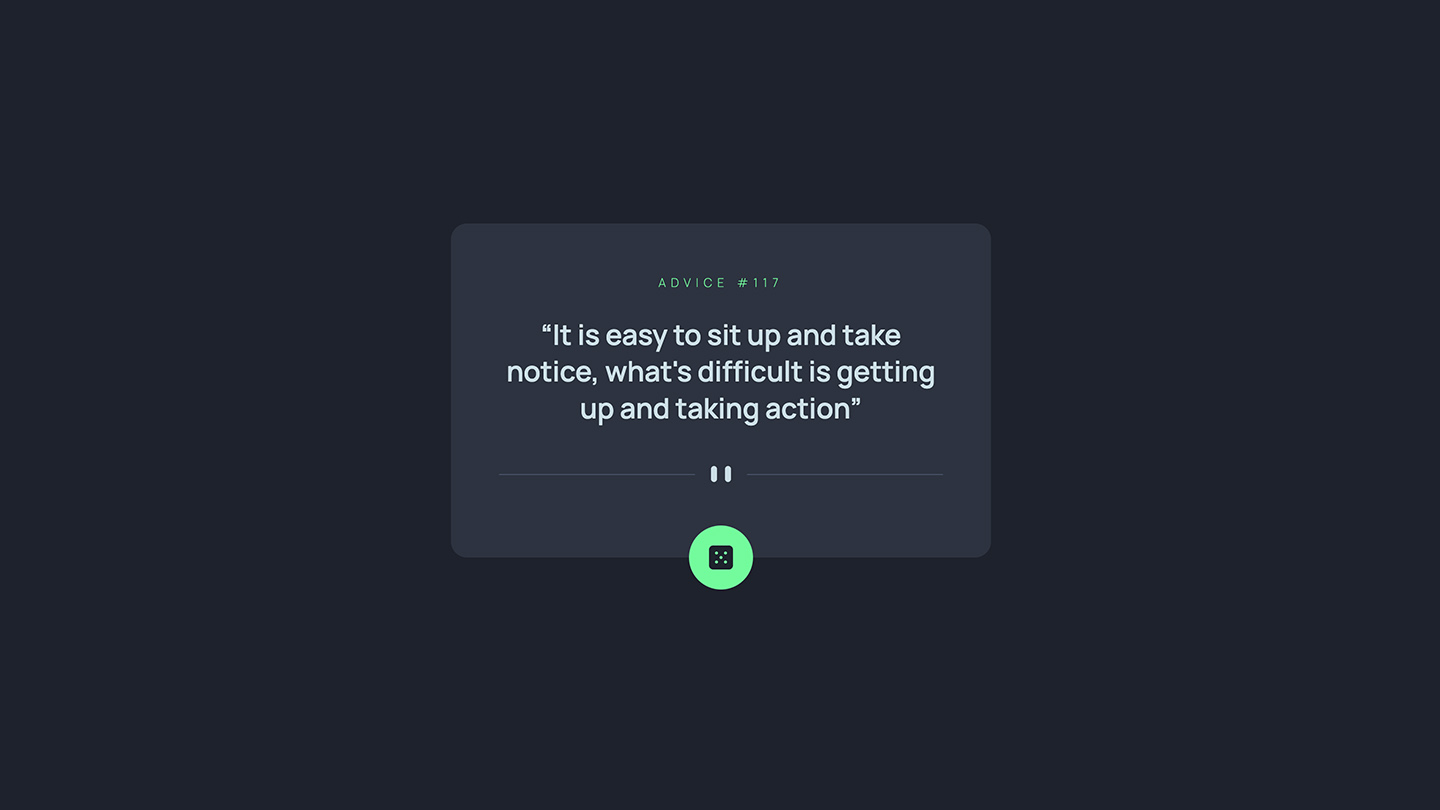 ADVICE #117
“It is easy to sit up and take
notice, what's difficult is getting
up and taking action”